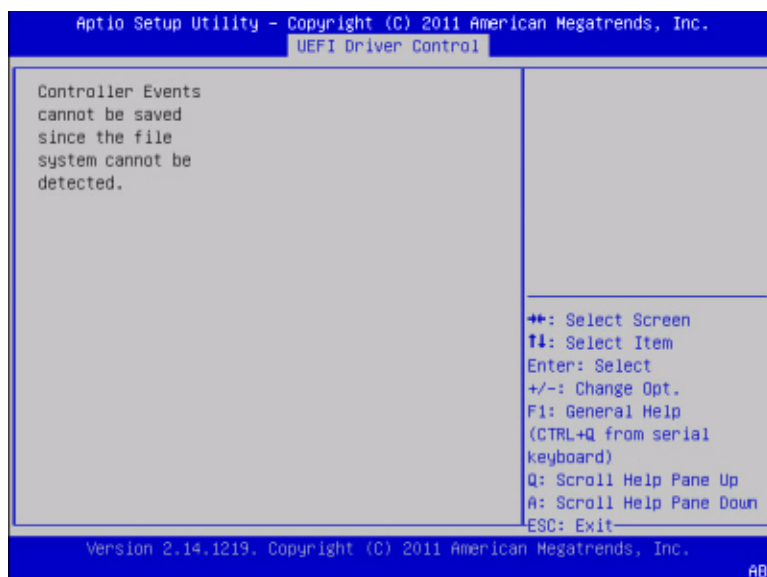 Aptio Setup Utility – Copyright (C) 2011 American Megatrends, Inc.
UEFI Driver Control
Controller Events
cannot be saved
since the file
system cannot be
detected.
→←: Select Screen
↑↓: Select Item
Enter: Select
+/-: Change Opt.
F1: General Help
(CTRL+Q from serial
keyboard)
Q: Scroll Help Pane Up
A: Scroll Help Pane Down
ESC: Exit
Version 2.14.1219. Copyright (C) 2011 American Megatrends, Inc.
AB